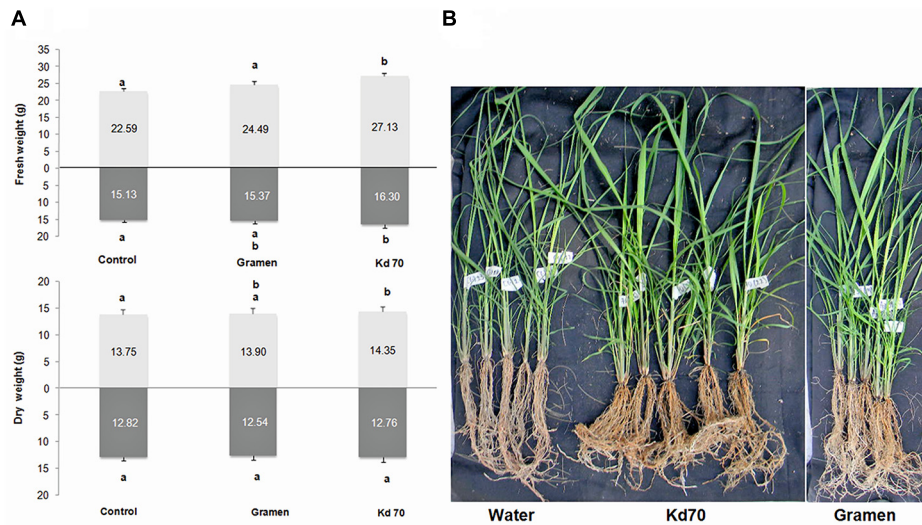 A
B
35
30
25
20
15
10
5
0
5
10
15
20
Fresh weight (g)
a
a
b
22.59
24.49
27.13
15.13
15.37
16.30
a
a
b
b
Control
Gramen
Kd 70
20
15
10
5
0
5
10
15
20
Dry weight (g)
a
b
a
b
13.75
13.90
14.35
12.82
12.54
12.76
a
a
a
Control
Gramen
Kd 70
Water
Kd70
Gramen